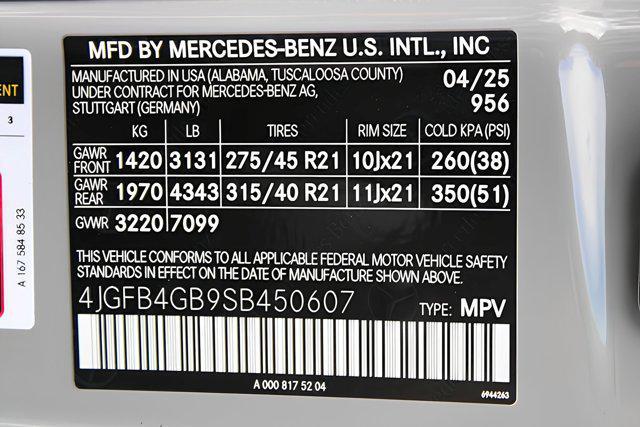 MFD BY MERCEDES-BENZ U.S. INTL., INC
MANUFACTURED IN USA (ALABAMA, TUSCALOOSA COUNTY)
UNDER CONTRACT FOR MERCEDES-BENZ AG,
STUTTGART (GERMANY)
04/25
956
KG LB TIRES RIM SIZE COLD KPA (PSI)
GAWR FRONT 1420 3131 275/45 R21 10Jx21 260(38)
GAWR REAR 1970 4343 315/40 R21 11Jx21 350(51)
GVWR 3220 7099
THIS VEHICLE CONFORMS TO ALL APPLICABLE FEDERAL MOTOR VEHICLE SAFETY
STANDARDS IN EFFECT ON THE DATE OF MANUFACTURE SHOWN ABOVE.
4JGFB4GB9SB450607 TYPE: MPV
A 000 817 52 04
6944263
3
A 167 584 85 33